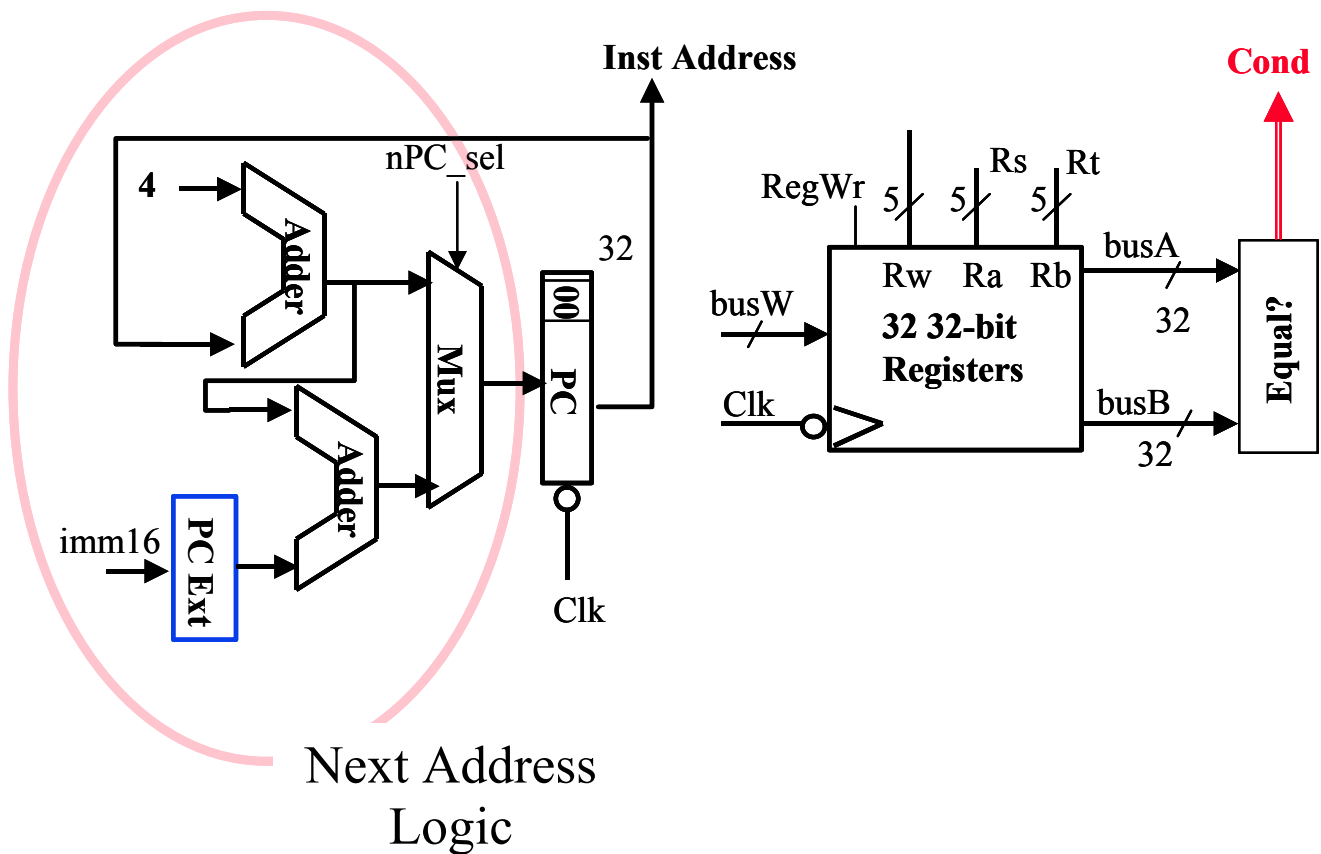 Inst Address
Cond
nPC_sel
4
Adder
32
RegWr
5
5
Rs
5
Rt
busA
32
Rw Ra Rb
busW
32 32-bit
Registers
00
PC
Mux
Equal?
Clk
busB
32
Adder
imm16
PC Ext
Clk
Next Address
Logic